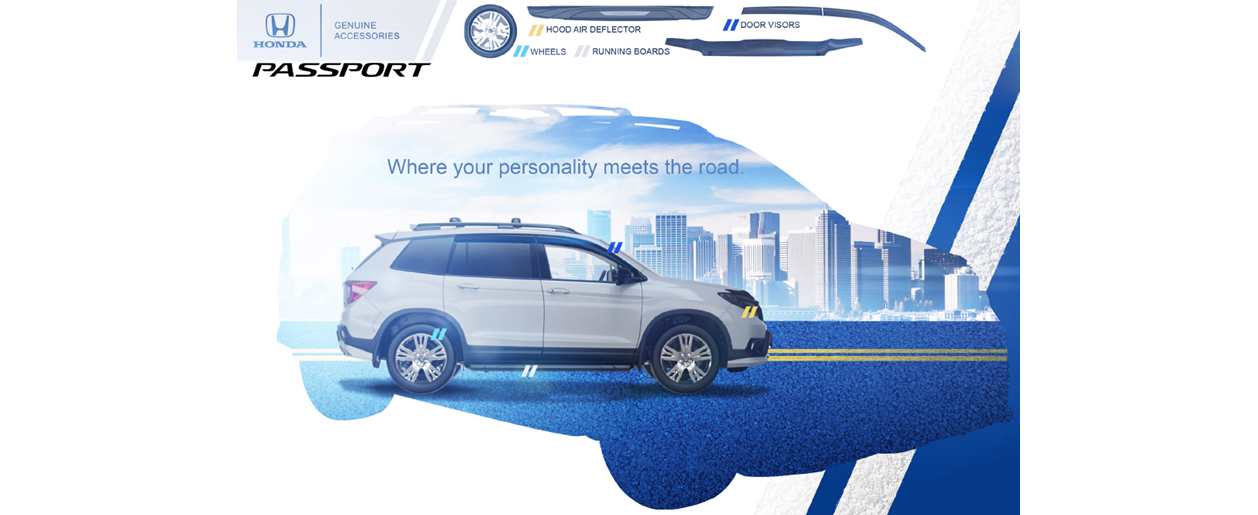 HONDA
GENUINE
ACCESSORIES
PASSPORT
HOOD AIR DEFLECTOR
DOOR VISORS
WHEELS
RUNNING BOARDS
Where your personality meets the road.